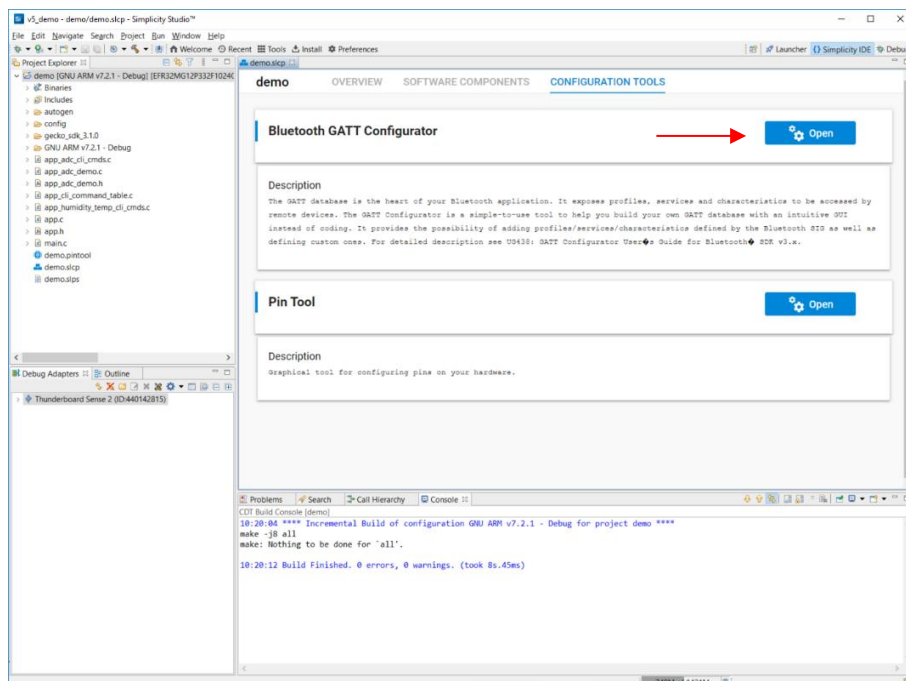 v5_demo - demo/demo.slcp - Simplicity Studio™
File Edit Navigate Search Project Run Window Help
Welcome Recent Tools Install Preferences
Launcher {} Simplicity IDE Debu
Project Explorer
demo.slcp
demo [GNU ARM v7.2.1 - Debug] [EFR32MG12P332F1024G
Binaries
Includes
autogen
config
gecko_sdk_3.1.0
GNU ARM v7.2.1 - Debug
app_adc_cli_cmds.c
app_adc_demo.c
app_adc_demo.h
app_cli_command_table.c
app_humidity_temp_cli_cmds.c
app.c
app.h
main.c
demo.pintool
demo.slcp
demo.slps
demo OVERVIEW SOFTWARE COMPONENTS CONFIGURATION TOOLS
Bluetooth GATT Configurator
Open
Description
The GATT database is the heart of your Bluetooth application. It exposes profiles, services and characteristics to be accessed by
remote devices. The GATT Configurator is a simple-to-use tool to help you build your own GATT database with an intuitive GUI
instead of coding. It provides the possibility of adding profiles/services/characteristics defined by the Bluetooth SIG as well as
defining custom ones. For detailed description see UG438: GATT Configurator User�s Guide for Bluetooth� SDK v3.x.
Pin Tool
Open
Description
Graphical tool for configuring pins on your hardware.
Debug Adapters Outline
Thunderboard Sense 2 (ID:440142815)
Problems Search Call Hierarchy Console
CDT Build Console [demo]
10:20:04 **** Incremental Build of configuration GNU ARM v7.2.1 - Debug for project demo ****
make -j8 all
make: Nothing to be done for `all'.
10:20:12 Build Finished. 0 errors, 0 warnings. (took 8s.45ms)